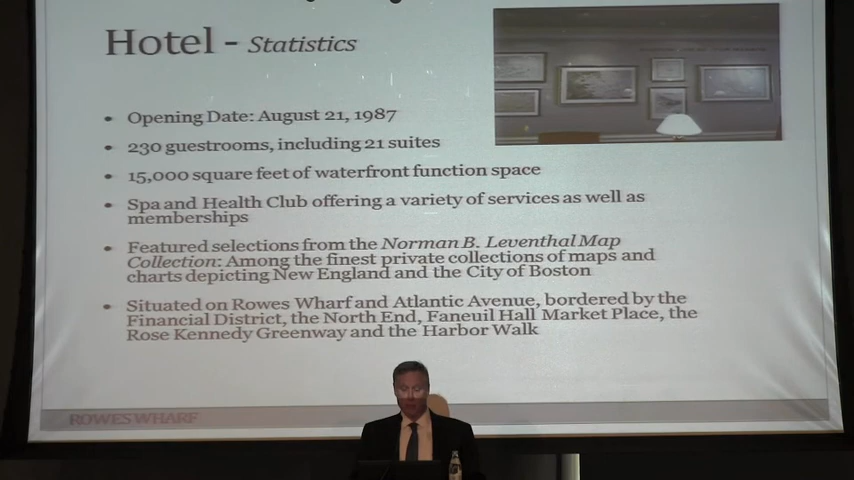 Hotel - Statistics
• Opening Date: August 21, 1987
• 230 guestrooms, including 21 suites
• 15,000 square feet of waterfront function space
• Spa and Health Club offering a variety of services as well as
memberships
• Featured selections from the Norman B. Leventhal Map
Collection: Among the finest private collections of maps and
charts depicting New England and the City of Boston
• Situated on Rowes Wharf and Atlantic Avenue, bordered by the
Financial District, the North End, Faneuil Hall Market Place, the
Rose Kennedy Greenway and the Harbor Walk
ROWES WHARF